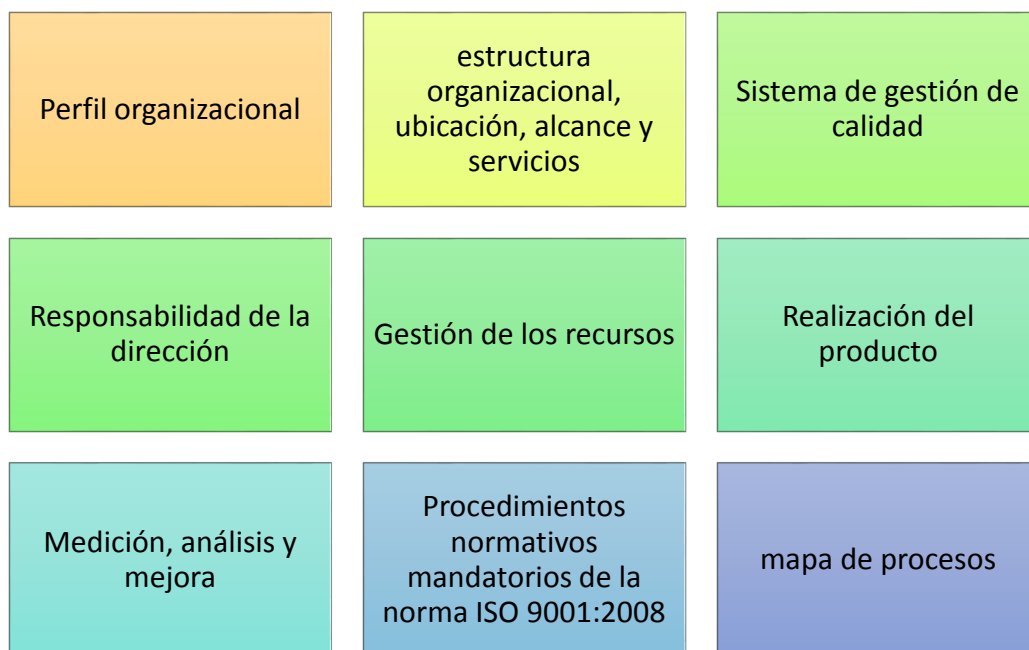 Perfil organizacional
estructura
organizacional,
ubicación, alcance y
servicios
Sistema de gestión de
calidad
Responsabilidad de la
dirección
Gestión de los recursos
Realización del
producto
Medición, análisis y
mejora
Procedimientos
normativos
mandatorios de la
norma ISO 9001:2008
mapa de procesos